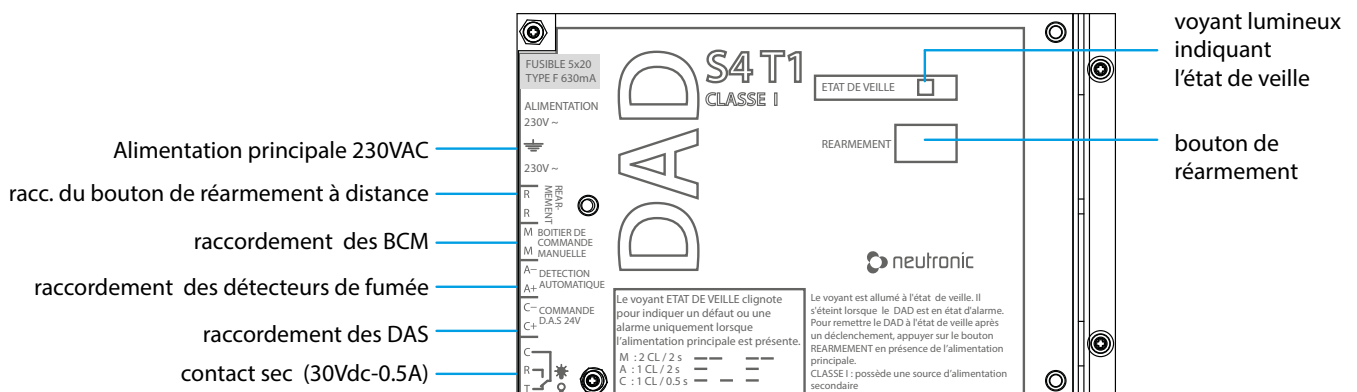 Alimentation principale 230VAC
racc. du bouton de réarmement à distance
raccordement des BCM
raccordement des détecteurs de fumée
raccordement des DAS
contact sec (30Vdc-0.5A)
FUSIBLE 5x20
TYPE F 630mA
ALIMENTATION
230V ~
230V ~
R
R
REAR-
MEMENT
M
M
BOITIER DE
COMMANDE
MANUELLE
A–
A+
DETECTION
AUTOMATIQUE
C–
C+
COMMANDE
D.A.S 24V
C
R
T
DAD
S4 T1
CLASSE I
ETAT DE VEILLE
REARMEMENT
neutronic
Le voyant ETAT DE VEILLE clignote
pour indiquer un défaut ou une
alarme uniquement lorsque
l'alimentation principale est présente.
M : 2 CL / 2 s
A : 1 CL / 2 s
C : 1 CL / 0.5 s
Le voyant est allumé à l'état de veille. Il
s'éteint lorsque le DAD est en état d'alarme.
Pour remettre le DAD à l'état de veille après
un déclenchement, appuyer sur le bouton
REARMEMENT en présence de l'alimentation
principale.
CLASSE I : possède une source d'alimentation
secondaire
voyant lumineux
indiquant
l'état de veille
bouton de
réarmement